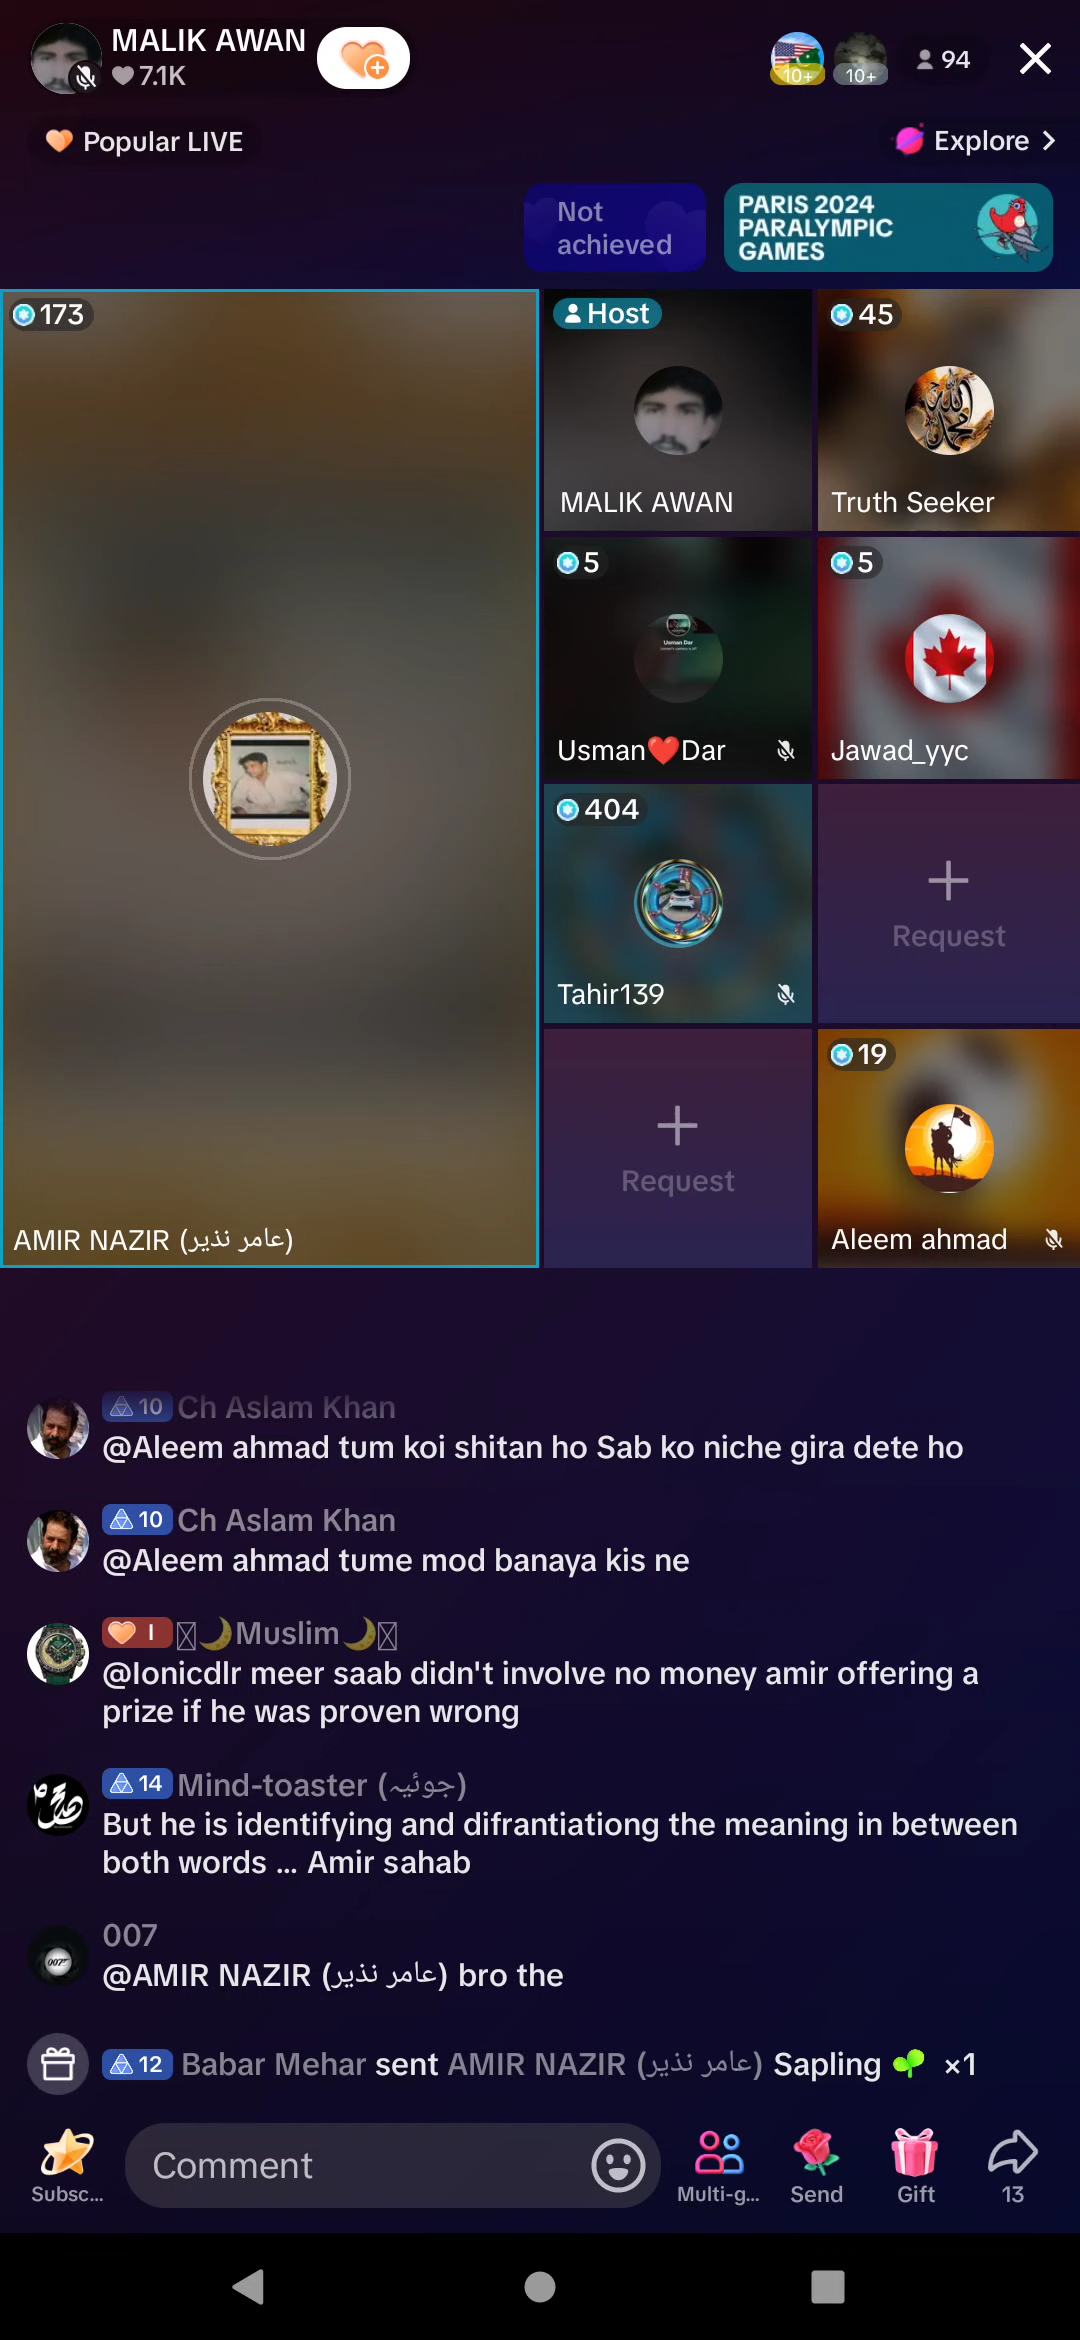 MALIK AWAN
7.1K
10+
10+
94
Popular LIVE
Explore
Not
achieved
PARIS 2024
PARALYMPIC
GAMES
173
Host
45
MALIK AWAN
Truth Seeker
5
5
Usman Dar
Usman❤️Dar
Jawad_yyc
404
Request
Tahir139
19
Request
AMIR NAZIR (عامر نذیر)
Aleem ahmad
10 Ch Aslam Khan
@Aleem ahmad tum koi shitan ho Sab ko niche gira dete ho
10 Ch Aslam Khan
@Aleem ahmad tume mod banaya kis ne
I 🌙Muslim🌙
@Ionicdlr meer saab didn't involve no money amir offering a
prize if he was proven wrong
14 Mind-toaster (جوئیہ)
But he is identifying and difrantiationg the meaning in between
both words ... Amir sahab
007
007
@AMIR NAZIR (عامر نذیر) bro the
12 Babar Mehar sent AMIR NAZIR (عامر نذیر) Sapling 🌱 ×1
Comment
Subsc...
Multi-g...
Send
Gift
13